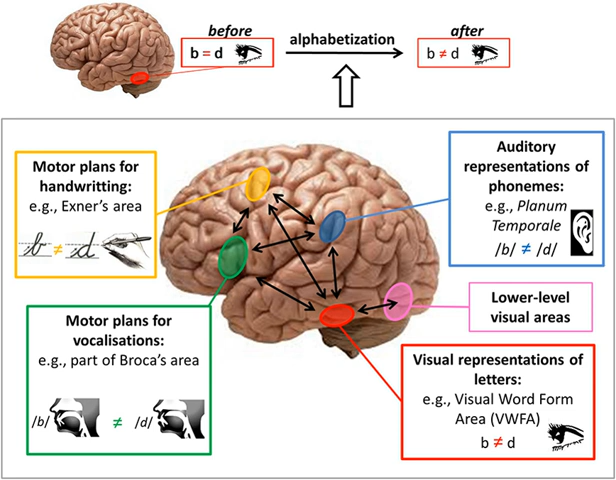 before
b = d
alphabetization
after
b ≠ d
Motor plans for
handwritting:
e.g., Exner's area
b ≠ d
Auditory
representations of
phonemes:
e.g., Planum
Temporale
/b/ ≠ /d/
Motor plans for
vocalisations:
e.g., part of Broca's area
/b/ ≠ /d/
Lower-level
visual areas
Visual representations of
letters:
e.g., Visual Word Form
Area (VWFA)
b ≠ d